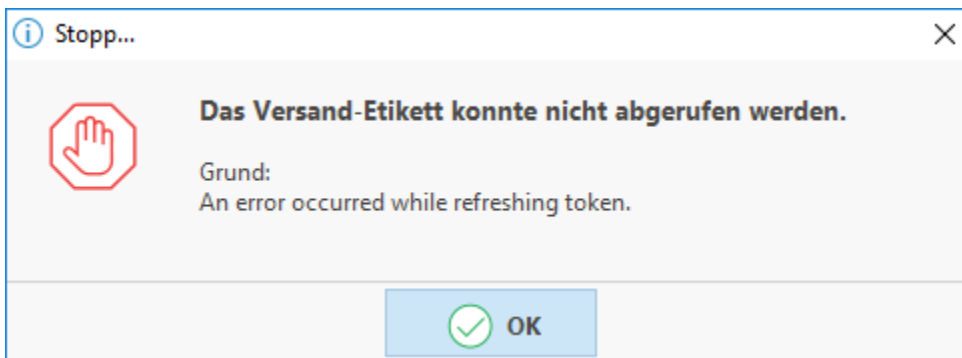 Stopp...
Das Versand-Etikett konnte nicht abgerufen werden.
Grund:
An error occurred while refreshing token.
OK